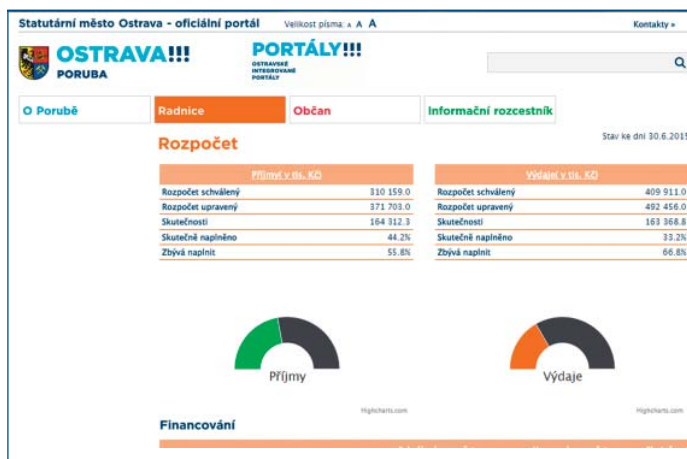 Statutární město Ostrava - oficiální portál Velikost písma: A A A Kontakty »
OSTRAVA!!!
PORUBA
PORTÁLY!!!
OSTRAVSKÉ
INTEGROVANÉ
PORTÁLY
O Porubě Radnice Občan Informační rozcestník
Rozpočet
Stav ke dni 30.6.2015
Příjmy( v tis. Kč)
Rozpočet schválený 310 159.0
Rozpočet upravený 371 703.0
Skutečnosti 164 312.3
Skutečně naplněno 44.2%
Zbývá naplnit 55.8%
Výdaje( v tis. Kč)
Rozpočet schválený 409 911.0
Rozpočet upravený 492 456.0
Skutečnosti 163 368.8
Skutečně naplněno 33.2%
Zbývá naplnit 66.8%
Příjmy
Highcharts.com
Výdaje
Highcharts.com
Financování